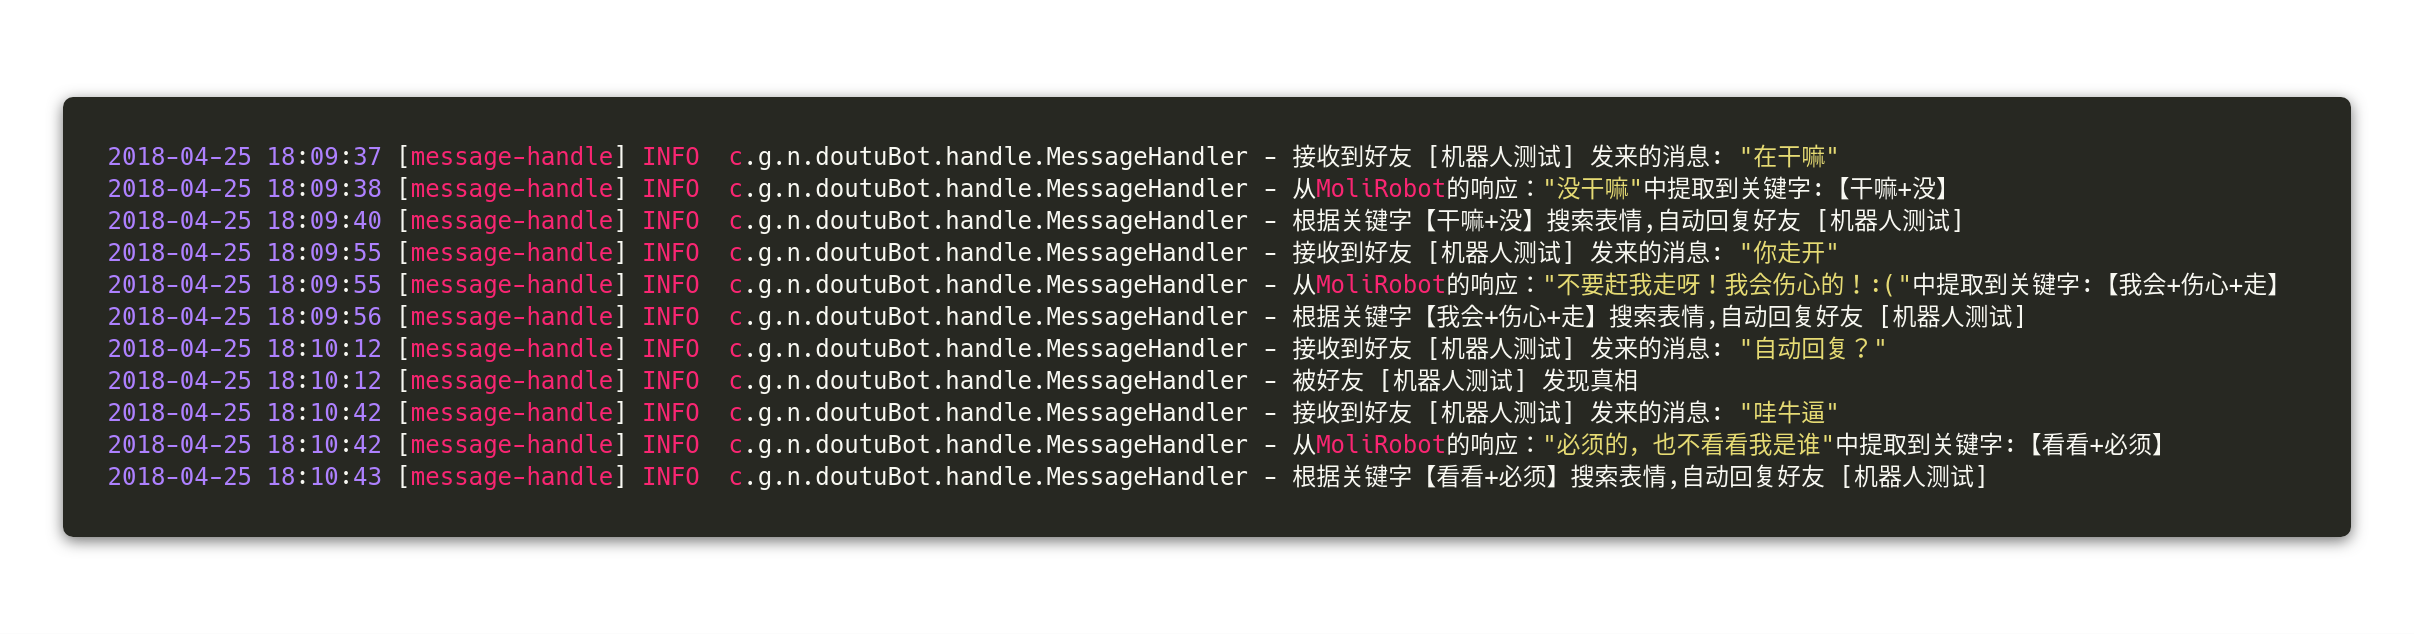 2018-04-25 18:09:37 [message-handle] INFO  c.g.n.doutuBot.handle.MessageHandler - 接收到好友 [机器人测试] 发来的消息: "在干嘛"
2018-04-25 18:09:38 [message-handle] INFO  c.g.n.doutuBot.handle.MessageHandler - 从MoliRobot的响应："没干嘛"中提取到关键字:【干嘛+没】
2018-04-25 18:09:40 [message-handle] INFO  c.g.n.doutuBot.handle.MessageHandler - 根据关键字【干嘛+没】搜索表情,自动回复好友 [机器人测试]
2018-04-25 18:09:55 [message-handle] INFO  c.g.n.doutuBot.handle.MessageHandler - 接收到好友 [机器人测试] 发来的消息: "你走开"
2018-04-25 18:09:55 [message-handle] INFO  c.g.n.doutuBot.handle.MessageHandler - 从MoliRobot的响应："不要赶我走呀！我会伤心的！:("中提取到关键字:【我会+伤心+走】
2018-04-25 18:09:56 [message-handle] INFO  c.g.n.doutuBot.handle.MessageHandler - 根据关键字【我会+伤心+走】搜索表情,自动回复好友 [机器人测试]
2018-04-25 18:10:12 [message-handle] INFO  c.g.n.doutuBot.handle.MessageHandler - 接收到好友 [机器人测试] 发来的消息: "自动回复？"
2018-04-25 18:10:12 [message-handle] INFO  c.g.n.doutuBot.handle.MessageHandler - 被好友 [机器人测试] 发现真相
2018-04-25 18:10:42 [message-handle] INFO  c.g.n.doutuBot.handle.MessageHandler - 接收到好友 [机器人测试] 发来的消息: "哇牛逼"
2018-04-25 18:10:42 [message-handle] INFO  c.g.n.doutuBot.handle.MessageHandler - 从MoliRobot的响应："必须的，也不看看我是谁"中提取到关键字:【看看+必须】
2018-04-25 18:10:43 [message-handle] INFO  c.g.n.doutuBot.handle.MessageHandler - 根据关键字【看看+必须】搜索表情,自动回复好友 [机器人测试]